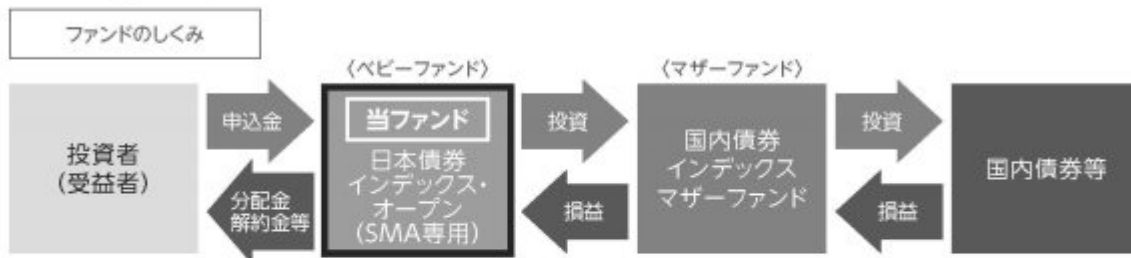 ファンドのしくみ
〈ベビーファンド〉
〈マザーファンド〉
投資者
(受益者)
申込金
分配金
解約金等
当ファンド
日本債券
インデックス・
オープン
(SMA専用)
投資
損益
国内債券
インデックス
マザーファンド
投資
損益
国内債券等